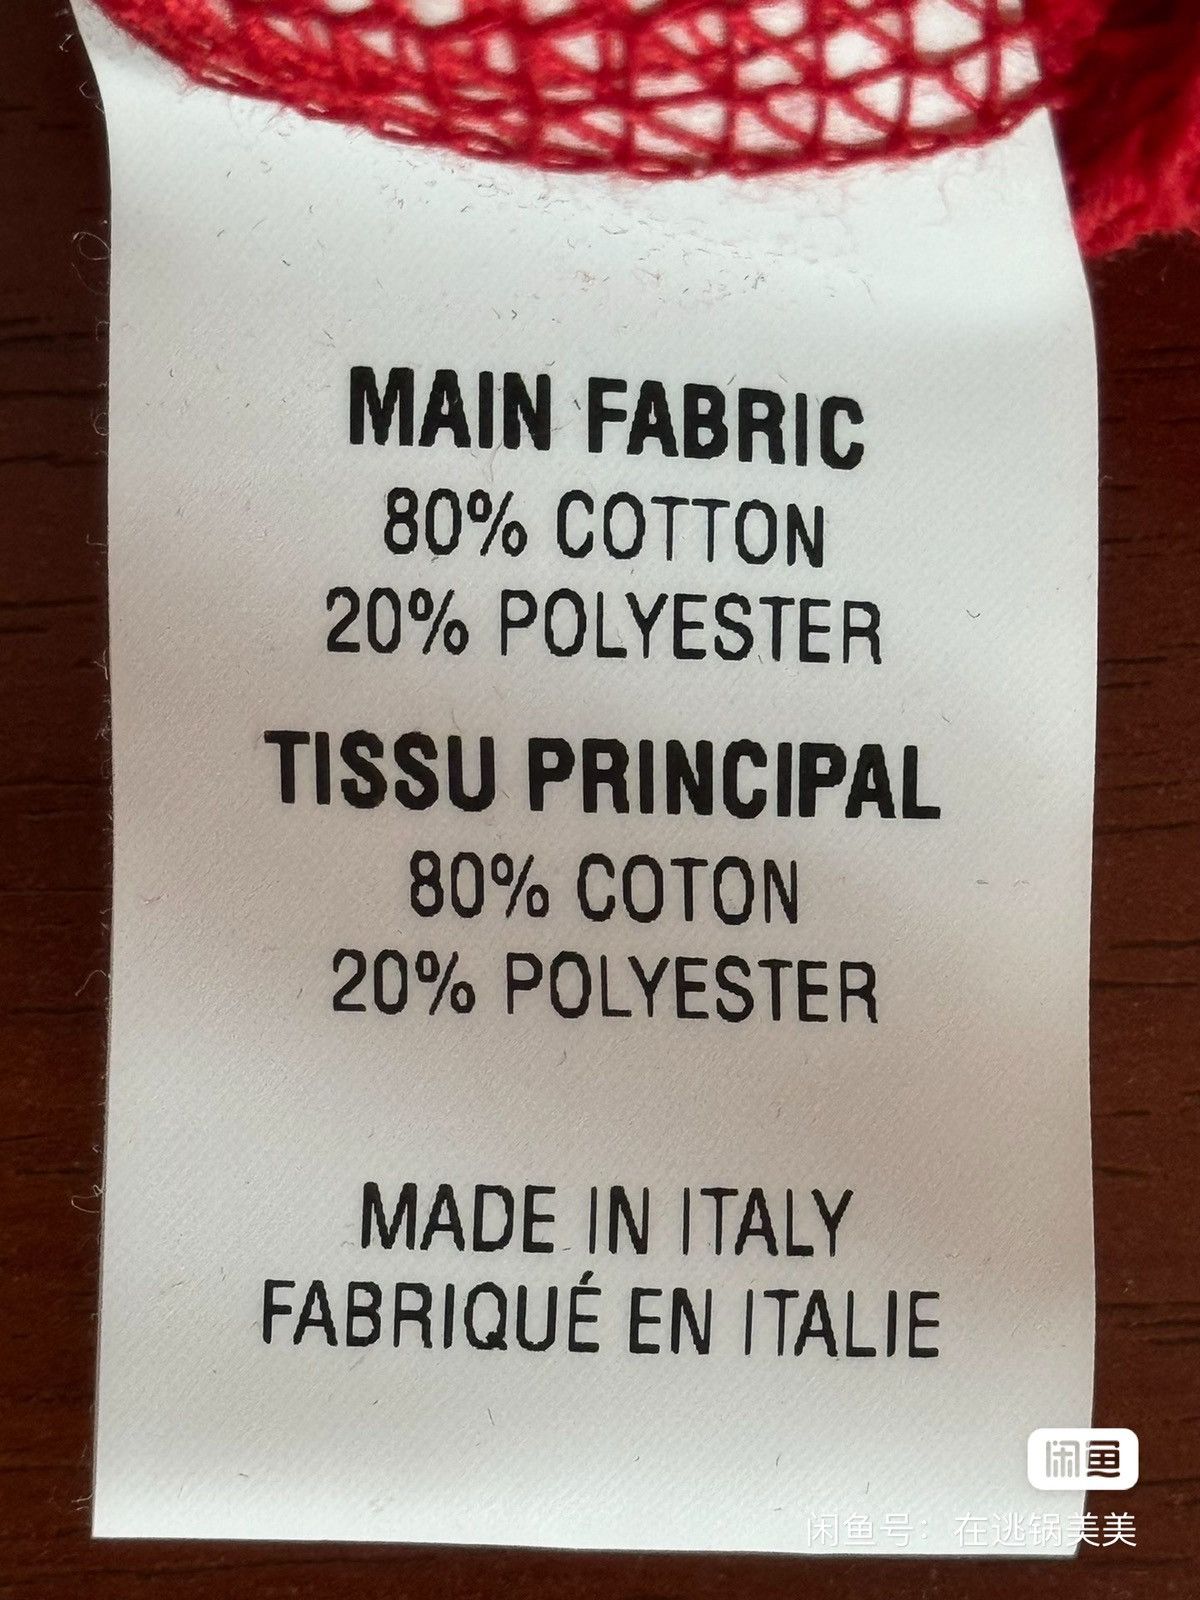 MAIN FABRIC
80% COTTON
20% POLYESTER
TISSU PRINCIPAL
80% COTON
20% POLYESTER
MADE IN ITALY
FABRIQUÉ EN ITALIE
闲鱼
闲鱼号：在逃锅美美